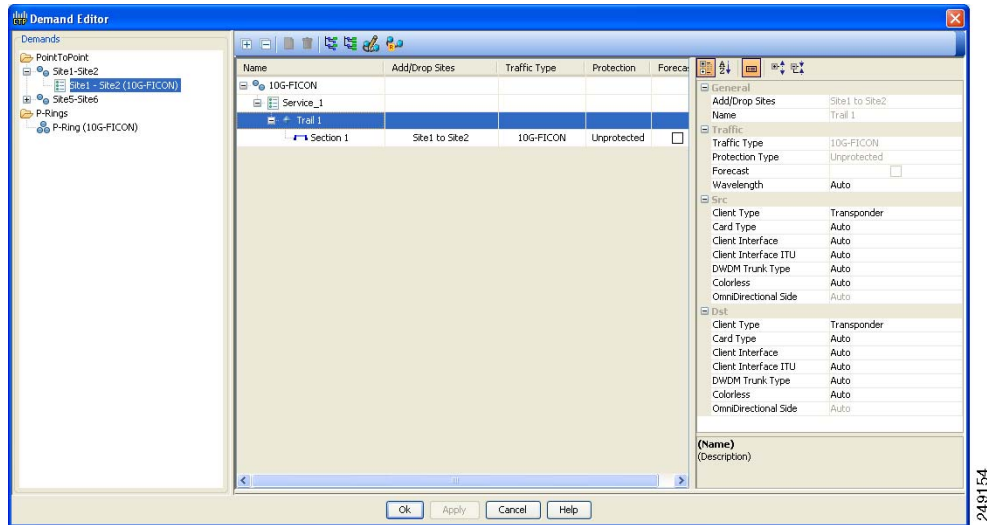 CTP Demand Editor
Demands
PointToPoint
Site1-Site2
Site1 - Site2 (10G-FICON)
Site5-Site6
P-Rings
P-Ring (10G-FICON)
Name Add/Drop Sites Traffic Type Protection Foreca
10G-FICON
Service_1
Trail 1
Section 1 Site1 to Site2 10G-FICON Unprotected
General
Add/Drop Sites Site1 to Site2
Name Trail 1
Traffic
Traffic Type 10G-FICON
Protection Type Unprotected
Forecast
Wavelength Auto
Src
Client Type Transponder
Card Type Auto
Client Interface Auto
Client Interface ITU Auto
DWDM Trunk Type Auto
Colorless Auto
OmniDirectional Side Auto
Dst
Client Type Transponder
Card Type Auto
Client Interface Auto
Client Interface ITU Auto
DWDM Trunk Type Auto
Colorless Auto
OmniDirectional Side Auto
(Name)
(Description)
Ok Apply Cancel Help
249154